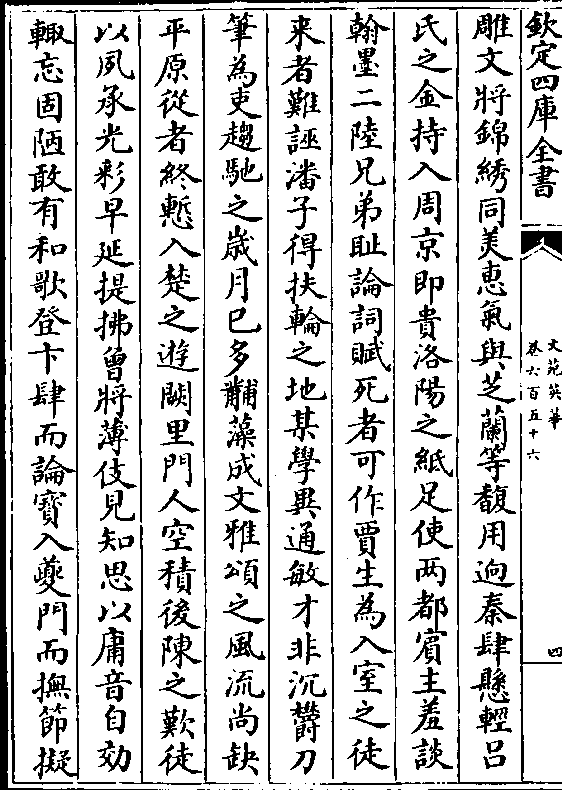 欽定四庫全書
文苑英華
卷六百五十六
四
雕文將錦綉同美惠氣與芝蘭等馥用迥秦肆懸輕呂
氏之金持入周京即貴洛陽之紙足使两都賓主羞談
翰墨二陸兄弟耻論詞賦死者可作賈生為入室之徒
来者難誣潘子得扶輪之地某學異通敏才非沉欝刀
筆為吏趨馳之歳月已多黼藻成文雅頌之風流尚缺
平原從者終慙入楚之遊闕里門人空積後陳之歎徒
以夙承光彩早延提拂曾將薄伎見知思以庸音自効
輙忘固陋敢有和歌登卞肆而論寳入夔門而撫節擬